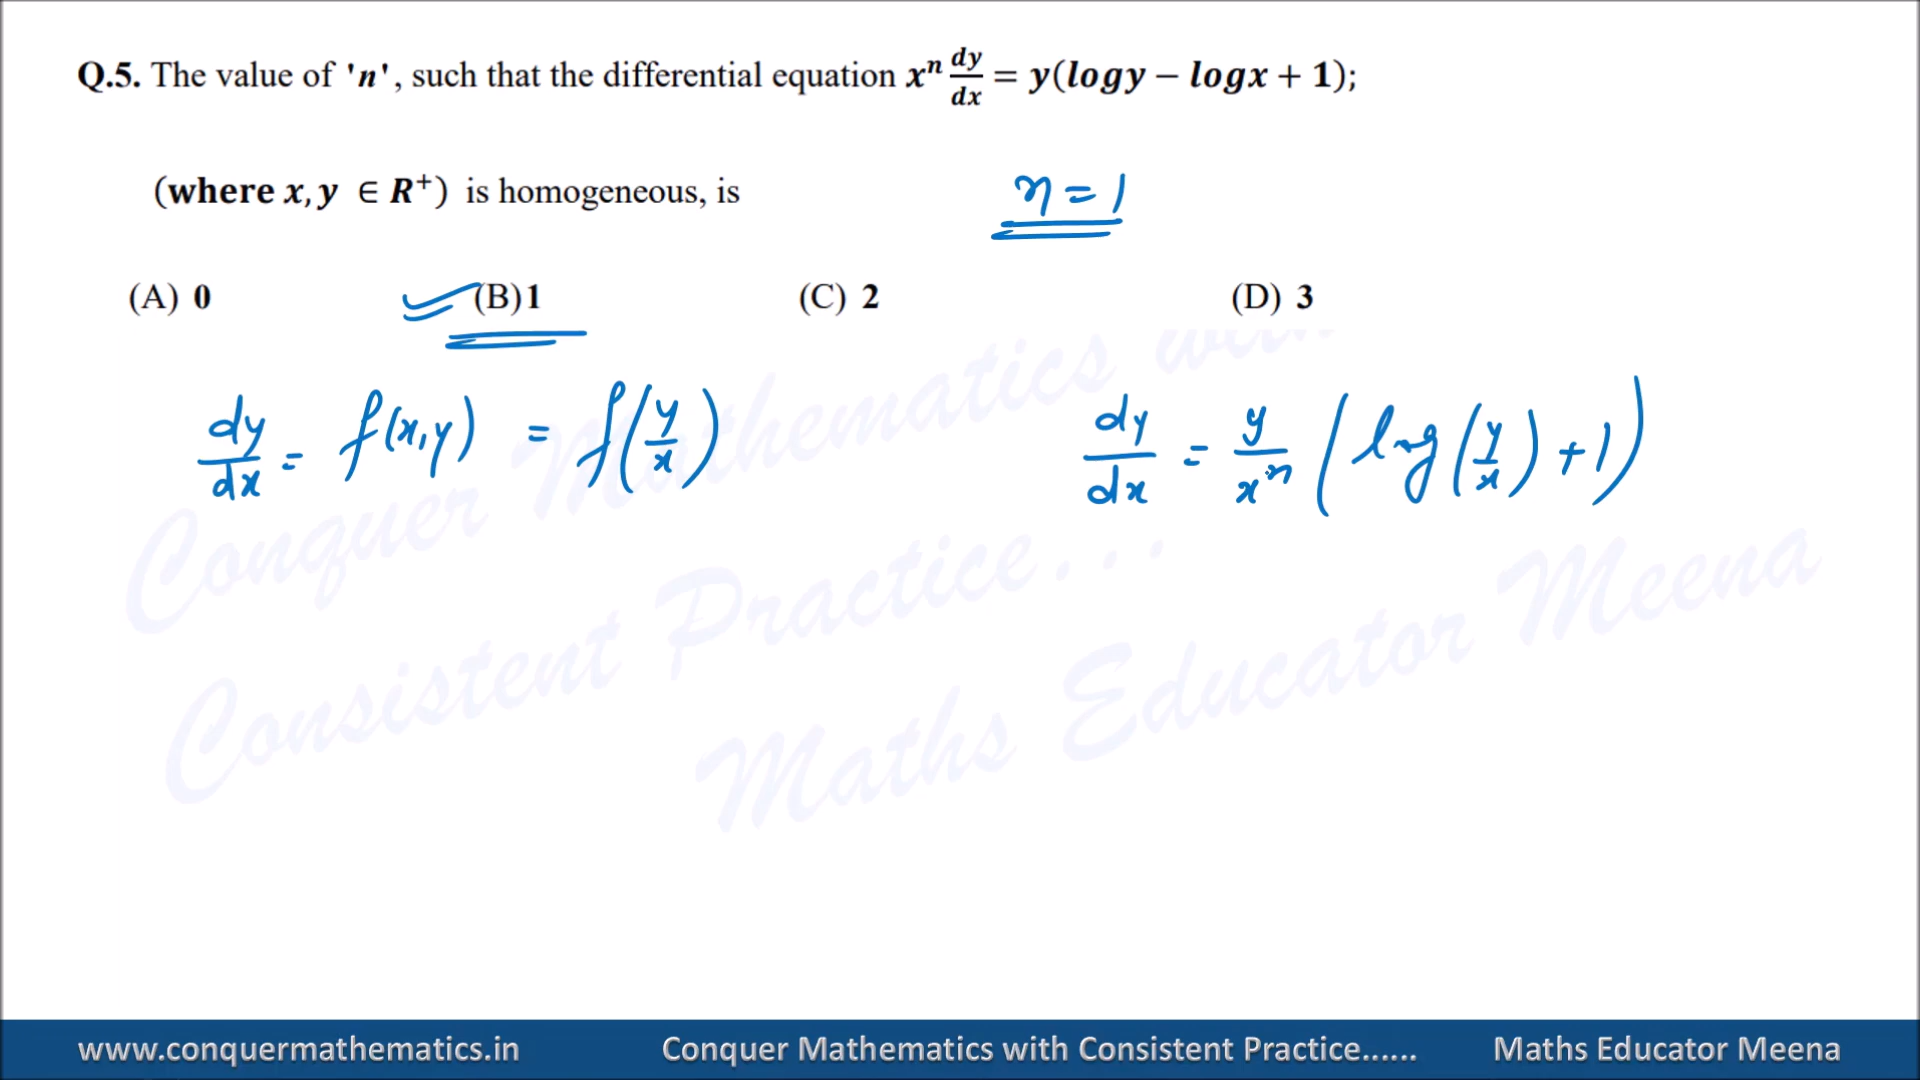 Q.5. The value of 'n', such that the differential equation xⁿ dy/dx = y(logy − logx + 1);
(where x, y ∈ R⁺) is homogeneous, is
n = 1
(A) 0 (B) 1 (C) 2 (D) 3
dy/dx = f(x,y) = f(y/x)
dy/dx = y/xⁿ (log(y/x) + 1)
Conquer Mathematics with
Consistent Practice...
Maths Educator Meena
www.conquermathematics.in Conquer Mathematics with Consistent Practice...... Maths Educator Meena